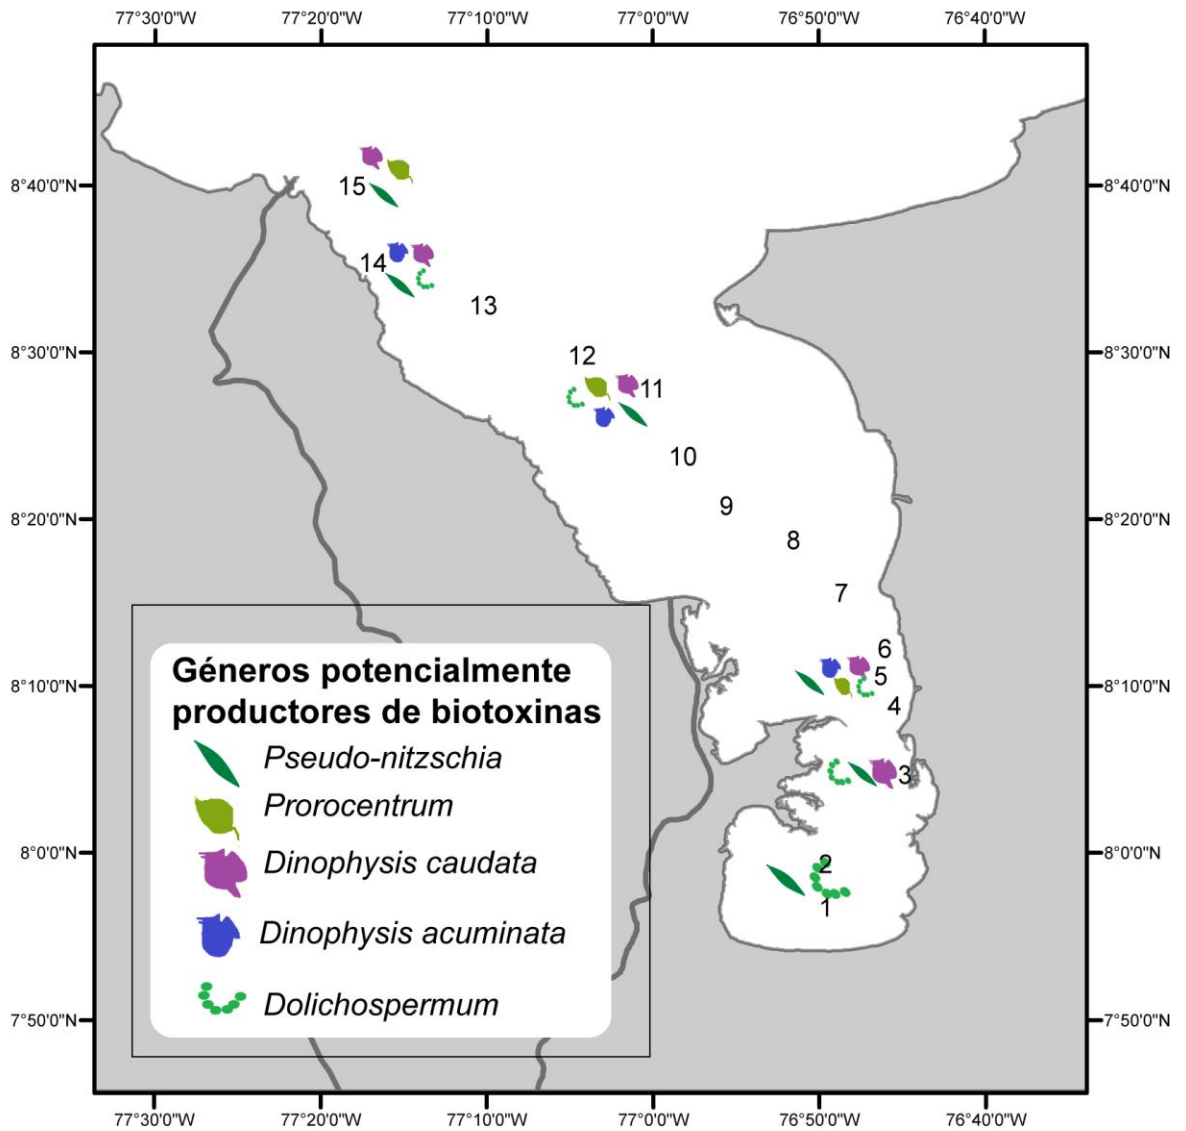 77°30'0"W 77°20'0"W 77°10'0"W 77°0'0"W 76°50'0"W 76°40'0"W
8°40'0"N 15 8°40'0"N
14
13
8°30'0"N 12 8°30'0"N
11
10
9
8°20'0"N 8°20'0"N
8
7
6
5
8°10'0"N 8°10'0"N
4
3
8°0'0"N 2 8°0'0"N
1
Géneros potencialmente
productores de biotoxinas
Pseudo-nitzschia
Prorocentrum
Dinophysis caudata
Dinophysis acuminata
Dolichospermum
7°50'0"N 7°50'0"N
77°30'0"W 77°20'0"W 77°10'0"W 77°0'0"W 76°50'0"W 76°40'0"W